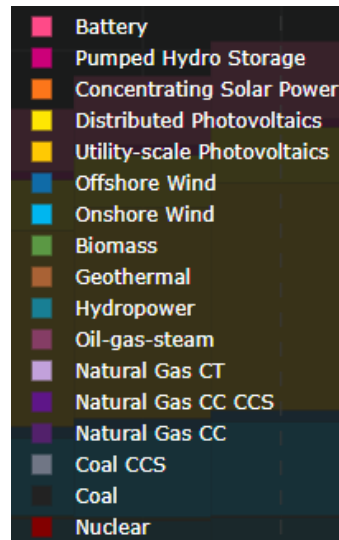 Battery
Pumped Hydro Storage
Concentrating Solar Power
Distributed Photovoltaics
Utility-scale Photovoltaics
Offshore Wind
Onshore Wind
Biomass
Geothermal
Hydropower
Oil-gas-steam
Natural Gas CT
Natural Gas CC CCS
Natural Gas CC
Coal CCS
Coal
Nuclear